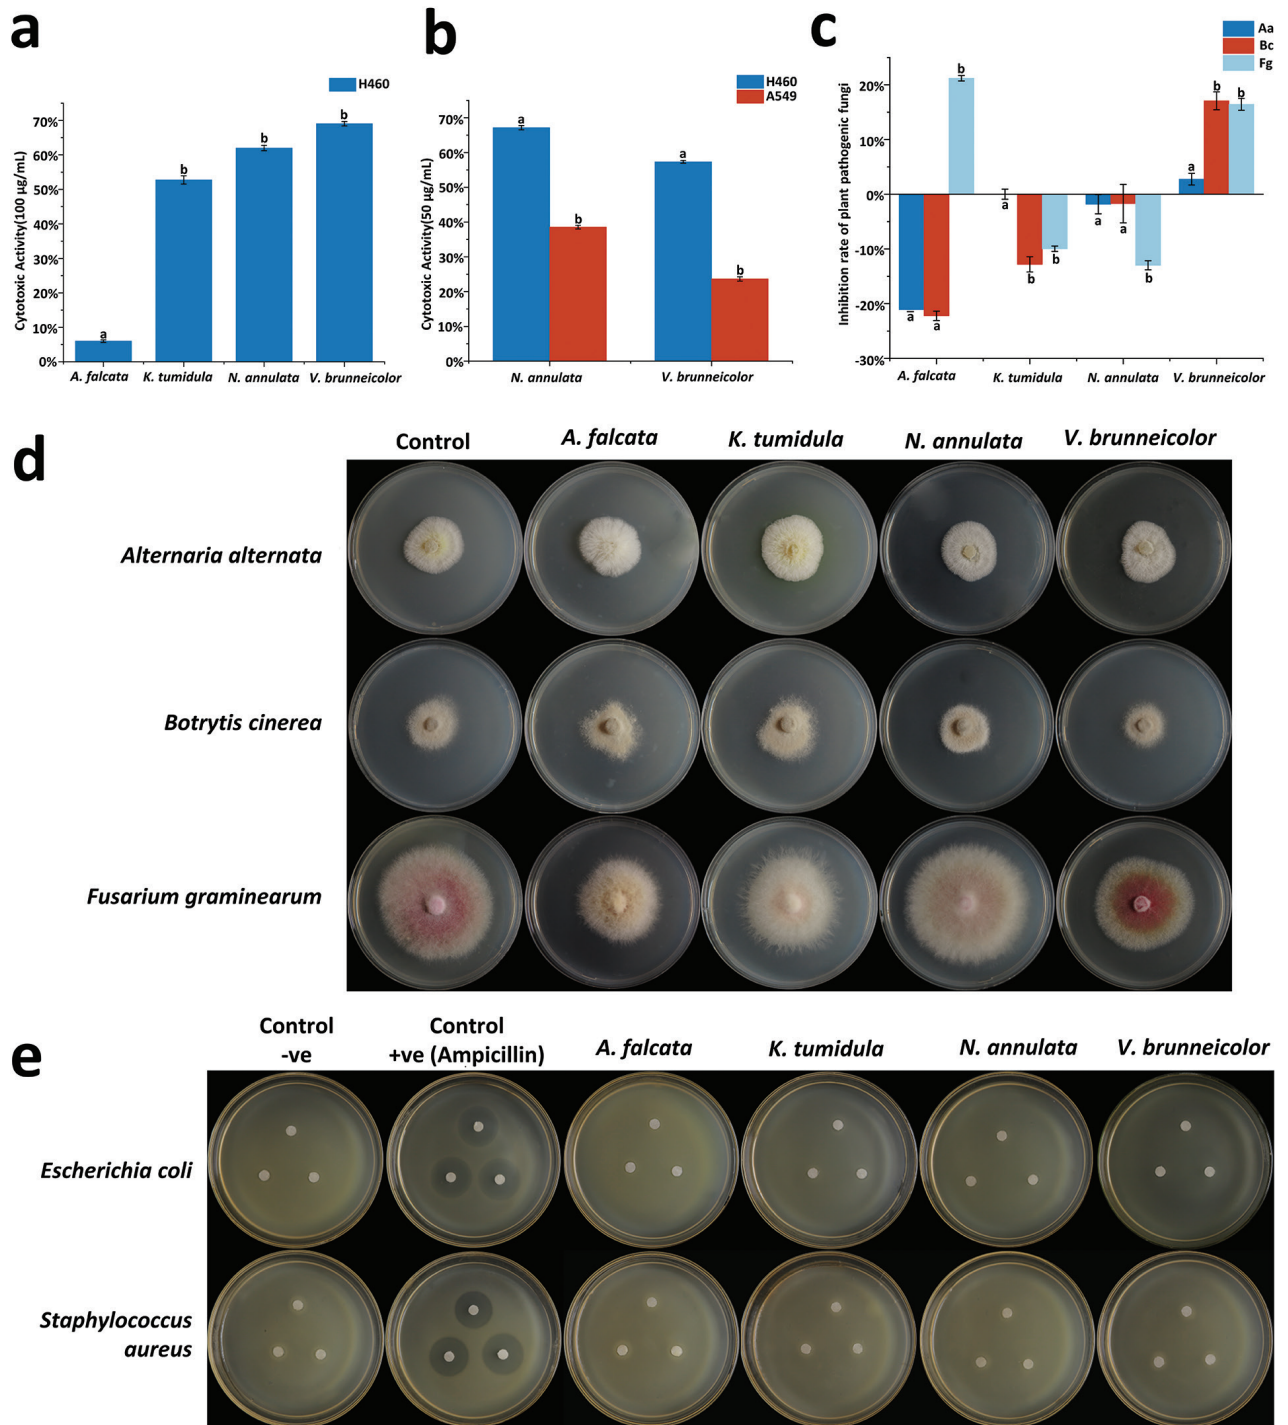 a
H460
Cytotoxic Activity(100 µg/mL)
70%
60%
50%
40%
30%
20%
10%
0%
a
b
b
b
A. falcata K. tumidula N. annulata V. brunneicolor
b
H460
A549
Cytotoxic Activity(50 µg/mL)
70%
60%
50%
40%
30%
20%
10%
0%
a
b
a
b
N. annulata V. brunneicolor
c
Aa
Bc
Fg
Inhibition rate of plant pathogenic fungi
20%
10%
0%
-10%
-20%
-30%
a
a
b
a
b
b
a
a
b
a
b
b
A. falcata K. tumidula N. annulata V. brunneicolor
d
Control A. falcata K. tumidula N. annulata V. brunneicolor
Alternaria alternata
Botrytis cinerea
Fusarium graminearum
e
Control
-ve
Control
+ve (Ampicillin)
A. falcata K. tumidula N. annulata V. brunneicolor
Escherichia coli
Staphylococcus
aureus